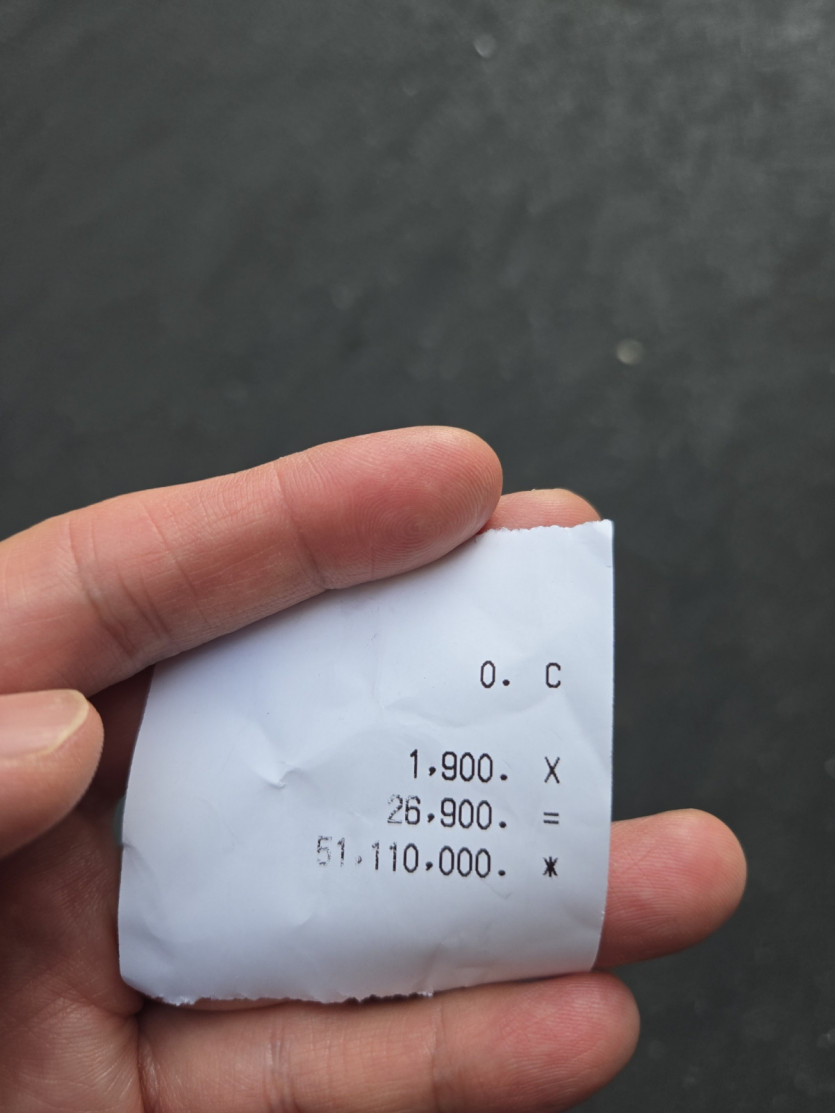 0. C
1,900. X
26,900. =
51,110,000. *